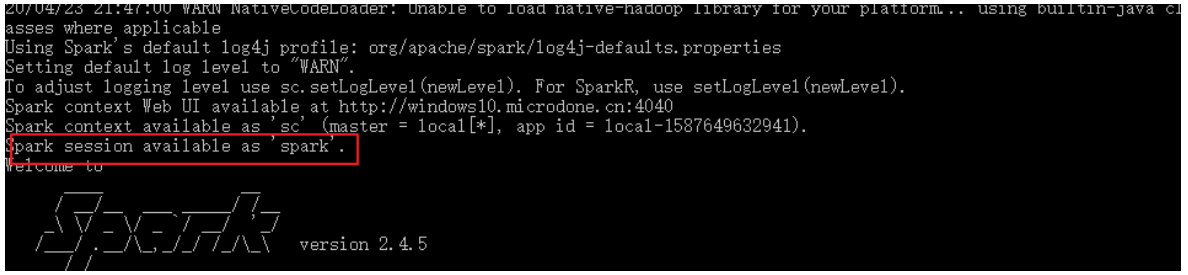 20/04/23 21:47:00 WARN NativeCodeLoader: Unable to load native-hadoop library for your platform... using builtin-java cl
asses where applicable
Using Spark's default log4j profile: org/apache/spark/log4j-defaults.properties
Setting default log level to "WARN".
To adjust logging level use sc.setLogLevel(newLevel). For SparkR, use setLogLevel(newLevel).
Spark context Web UI available at http://windows10.microdone.cn:4040
Spark context available as 'sc' (master = local[*], app id = local-1587649632941).
Spark session available as 'spark'.
Welcome to
Spark version 2.4.5